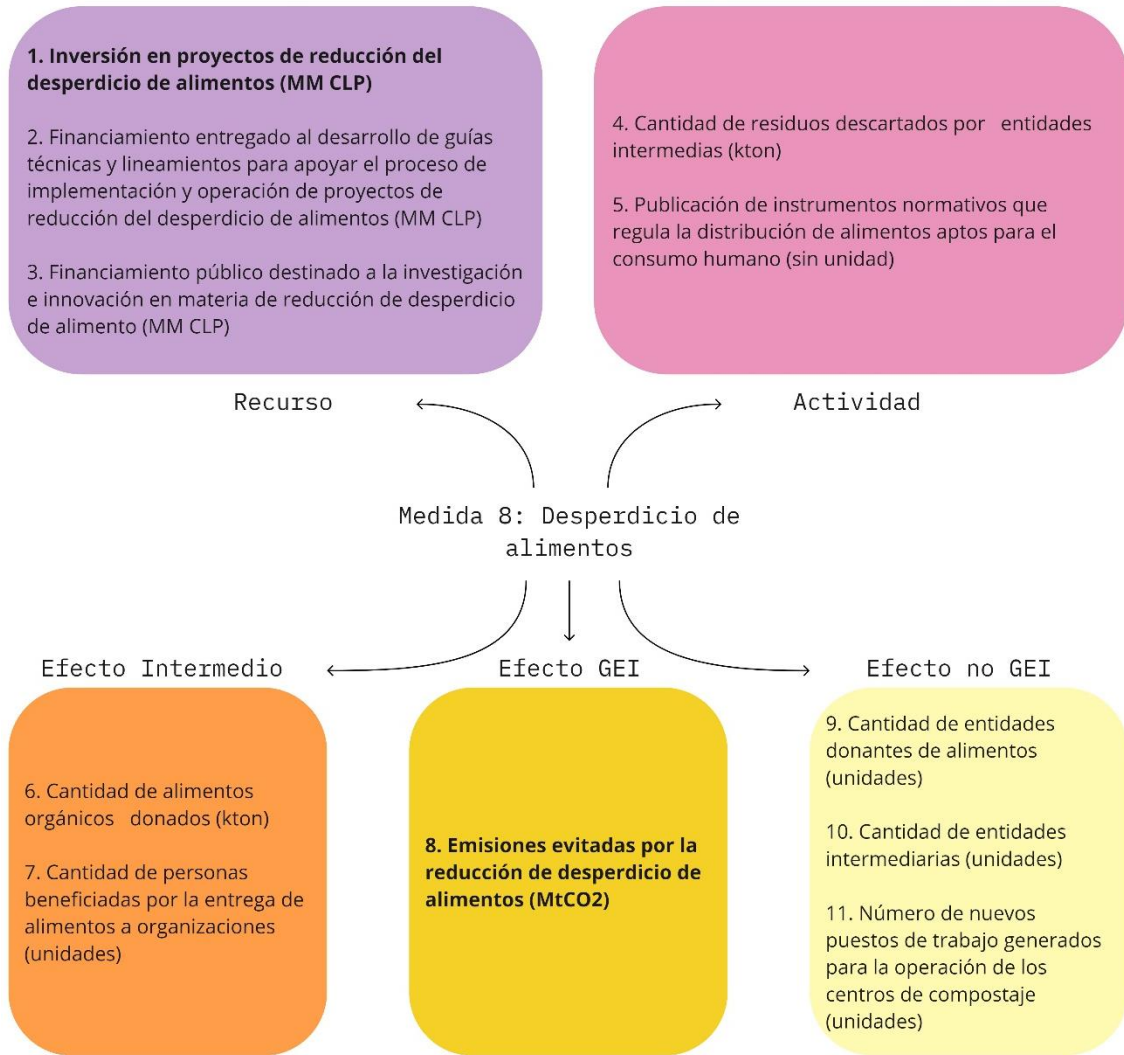 1. Inversión en proyectos de reducción del
desperdicio de alimentos (MM CLP)
2. Financiamiento entregado al desarrollo de guías
técnicas y lineamientos para apoyar el proceso de
implementación y operación de proyectos de
reducción del desperdicio de alimentos (MM CLP)
3. Financiamiento público destinado a la investigación
e innovación en materia de reducción de desperdicio
de alimento (MM CLP)
Recurso
4. Cantidad de residuos descartados por entidades
intermedias (kton)
5. Publicación de instrumentos normativos que
regula la distribución de alimentos aptos para el
consumo humano (sin unidad)
Actividad
Medida 8: Desperdicio de
alimentos
Efecto Intermedio
6. Cantidad de alimentos
orgánicos donados (kton)
7. Cantidad de personas
beneficiadas por la entrega de
alimentos a organizaciones
(unidades)
Efecto GEI
8. Emisiones evitadas por la
reducción de desperdicio de
alimentos (MtCO2)
Efecto no GEI
9. Cantidad de entidades
donantes de alimentos
(unidades)
10. Cantidad de entidades
intermediarias (unidades)
11. Número de nuevos
puestos de trabajo generados
para la operación de los
centros de compostaje
(unidades)